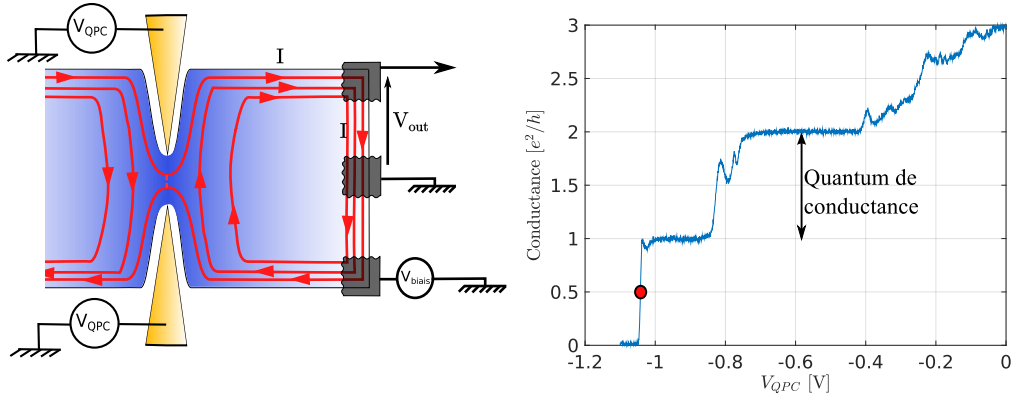 V_QPC
I
I
V_out
V_biais
V_QPC
Conductance [e²/h]
3
2.5
2
1.5
1
0.5
0
Quantum de
conductance
-1.2
-1
-0.8
-0.6
-0.4
-0.2
0
V_QPC [V]